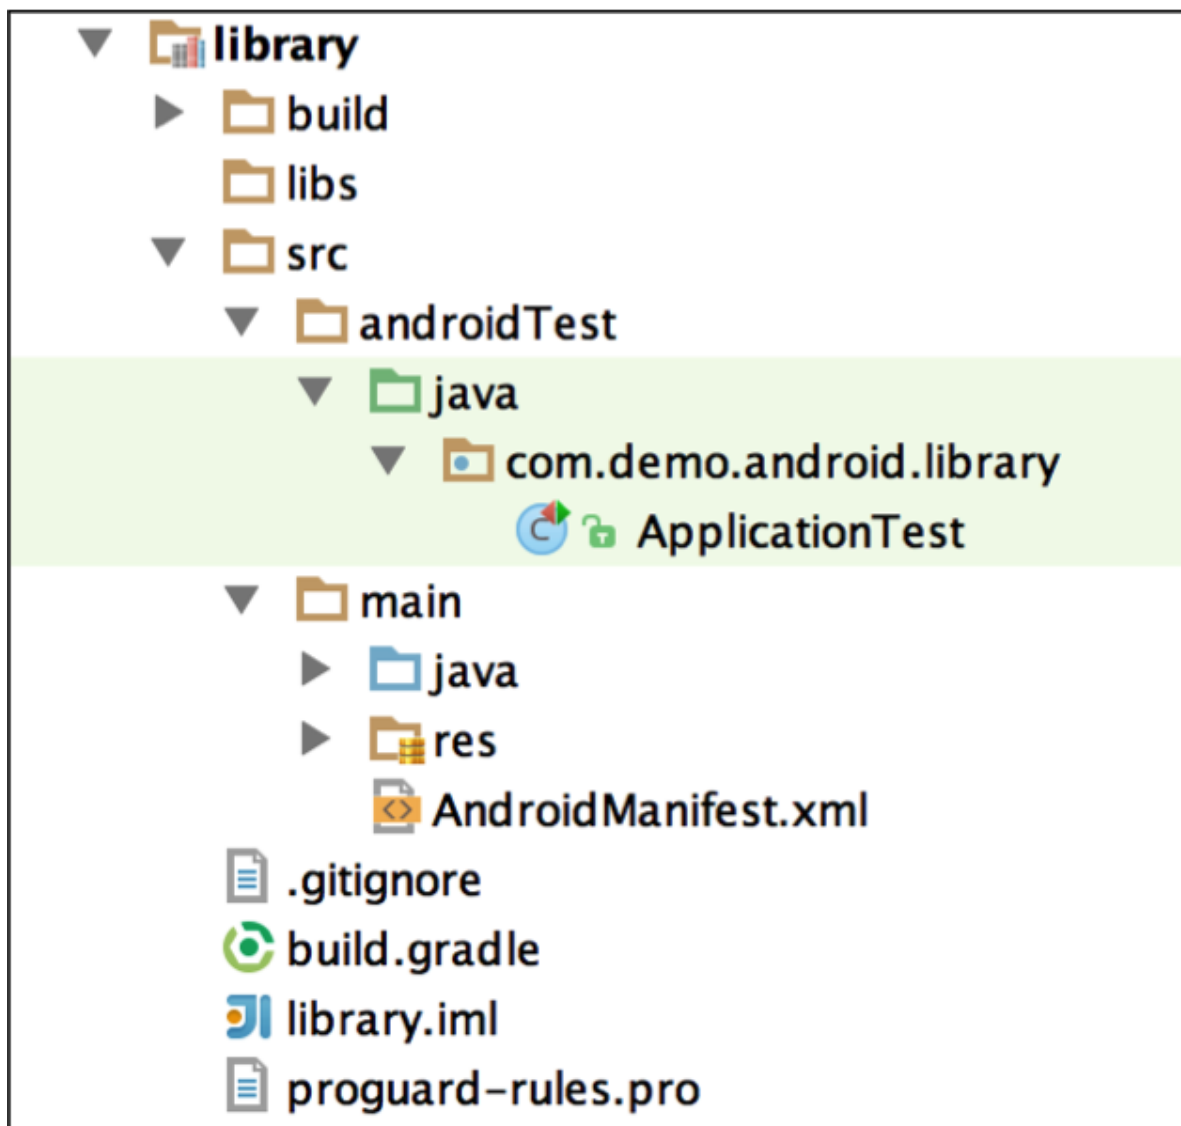 library
build
libs
src
androidTest
java
com.demo.android.library
ApplicationTest
main
java
res
AndroidManifest.xml
.gitignore
build.gradle
library.iml
proguard-rules.pro